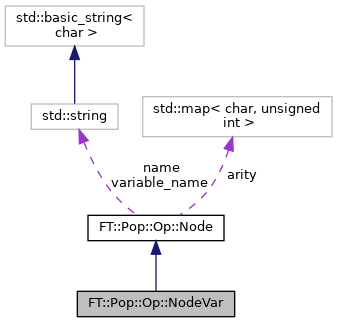 std::basic_string<
char >
std::string
std::map< char, unsigned
int >
name
variable_name
arity
FT::Pop::Op::Node
FT::Pop::Op::NodeVar